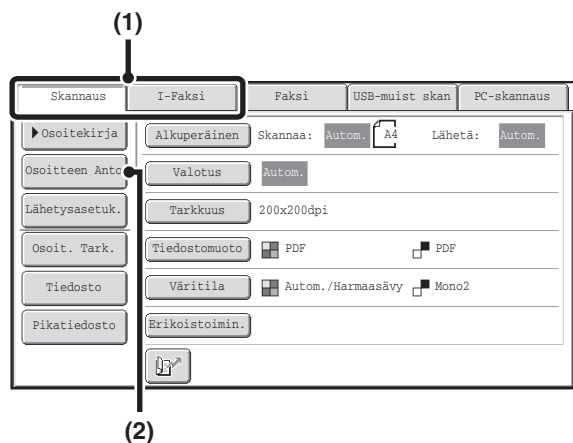 (1)
Skannaus I-Faksi Faksi USB-muist skan PC-skannaus
Osoitekirja Alkuperäinen Skannaa: Autom. A4 Lähetä: Autom.
Osoitteen Anto Valotus Autom.
Lähetysasetuk. Tarkkuus 200x200dpi
Osoit. Tark. Tiedostomuoto PDF PDF
Tiedosto Väritila Autom./Harmaasävy Mono2
Pikatiedosto Erikoistoimin.
(2)